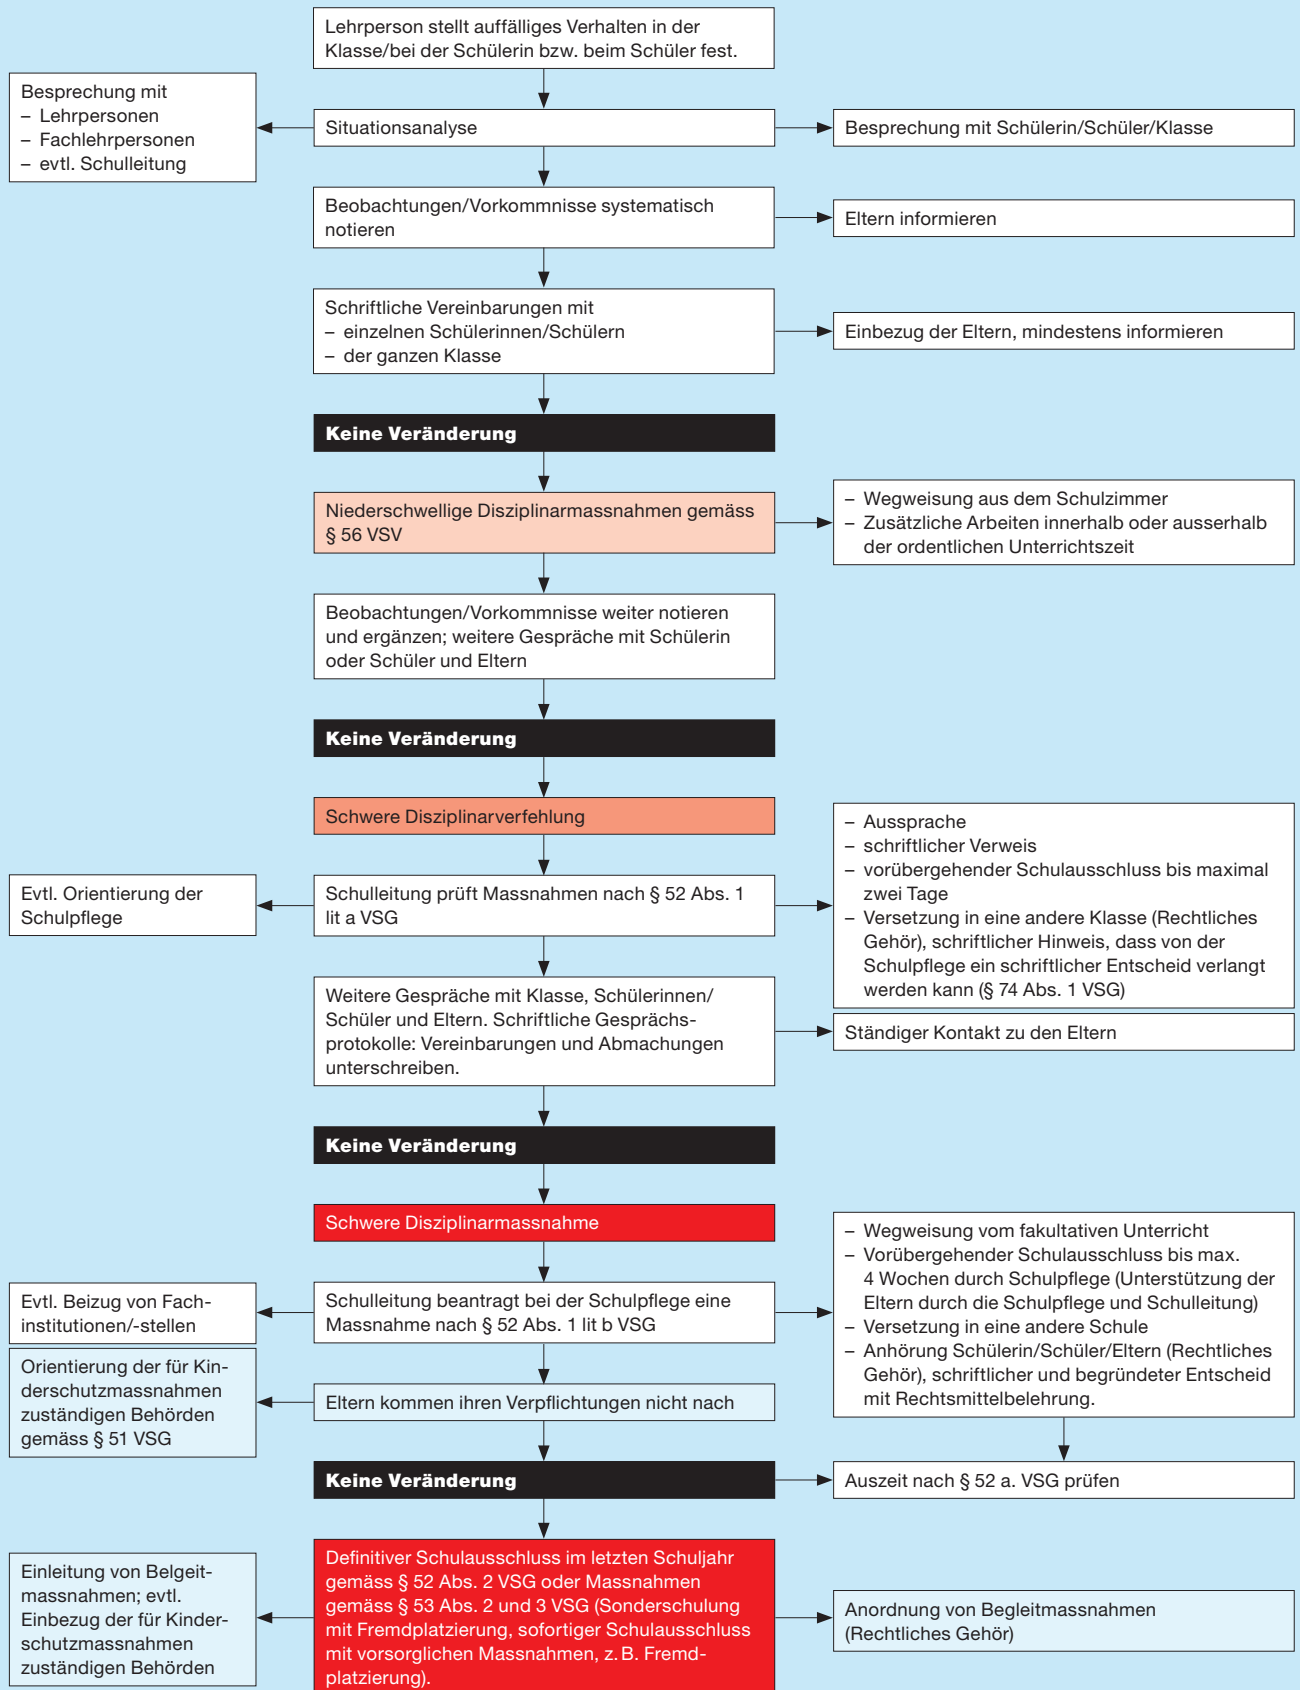 Lehrperson stellt auffälliges Verhalten in der
Klasse/bei der Schülerin bzw. beim Schüler fest.
Besprechung mit
– Lehrpersonen
– Fachlehrpersonen
– evtl. Schulleitung
Situationsanalyse
Besprechung mit Schülerin/Schüler/Klasse
Beobachtungen/Vorkommnisse systematisch
notieren
Eltern informieren
Schriftliche Vereinbarungen mit
– einzelnen Schülerinnen/Schülern
– der ganzen Klasse
Einbezug der Eltern, mindestens informieren
Keine Veränderung
Niederschwellige Disziplinarmassnahmen gemäss
§ 56 VSV
– Wegweisung aus dem Schulzimmer
– Zusätzliche Arbeiten innerhalb oder ausserhalb
der ordentlichen Unterrichtszeit
Beobachtungen/Vorkommnisse weiter notieren
und ergänzen; weitere Gespräche mit Schülerin
oder Schüler und Eltern
Keine Veränderung
Schwere Disziplinarverfehlung
Evtl. Orientierung der
Schulpflege
Schulleitung prüft Massnahmen nach § 52 Abs. 1
lit a VSG
– Aussprache
– schriftlicher Verweis
– vorübergehender Schulausschluss bis maximal
zwei Tage
– Versetzung in eine andere Klasse (Rechtliches
Gehör), schriftlicher Hinweis, dass von der
Schulpflege ein schriftlicher Entscheid verlangt
werden kann (§ 74 Abs. 1 VSG)
Weitere Gespräche mit Klasse, Schülerinnen/
Schüler und Eltern. Schriftliche Gesprächs-
protokolle: Vereinbarungen und Abmachungen
unterschreiben.
Ständiger Kontakt zu den Eltern
Keine Veränderung
Schwere Disziplinarmassnahme
Evtl. Beizug von Fach-
institutionen/-stellen
Schulleitung beantragt bei der Schulpflege eine
Massnahme nach § 52 Abs. 1 lit b VSG
– Wegweisung vom fakultativen Unterricht
– Vorübergehender Schulausschluss bis max.
4 Wochen durch Schulpflege (Unterstützung der
Eltern durch die Schulpflege und Schulleitung)
– Versetzung in eine andere Schule
– Anhörung Schülerin/Schüler/Eltern (Rechtliches
Gehör), schriftlicher und begründeter Entscheid
mit Rechtsmittelbelehrung.
Orientierung der für Kin-
derschutzmassnahmen
zuständigen Behörden
gemäss § 51 VSG
Eltern kommen ihren Verpflichtungen nicht nach
Keine Veränderung
Auszeit nach § 52 a. VSG prüfen
Einleitung von Belgeit-
massnahmen; evtl.
Einbezug der für Kinder-
schutzmassnahmen
zuständigen Behörden
Definitiver Schulausschluss im letzten Schuljahr
gemäss § 52 Abs. 2 VSG oder Massnahmen
gemäss § 53 Abs. 2 und 3 VSG (Sonderschulung
mit Fremdplatzierung, sofortiger Schulausschluss
mit vorsorglichen Massnahmen, z. B. Fremd-
platzierung).
Anordnung von Begleitmassnahmen
(Rechtliches Gehör)